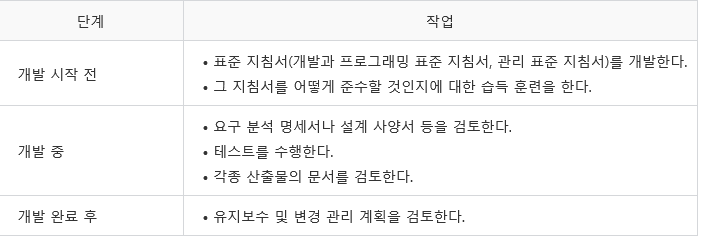 단계 작업
개발 시작 전
• 표준 지침서(개발과 프로그래밍 표준 지침서, 관리 표준 지침서)를 개발한다.
• 그 지침서를 어떻게 준수할 것인지에 대한 습득 훈련을 한다.
개발 중
• 요구 분석 명세서나 설계 사양서 등을 검토한다.
• 테스트를 수행한다.
• 각종 산출물의 문서를 검토한다.
개발 완료 후
• 유지보수 및 변경 관리 계획을 검토한다.